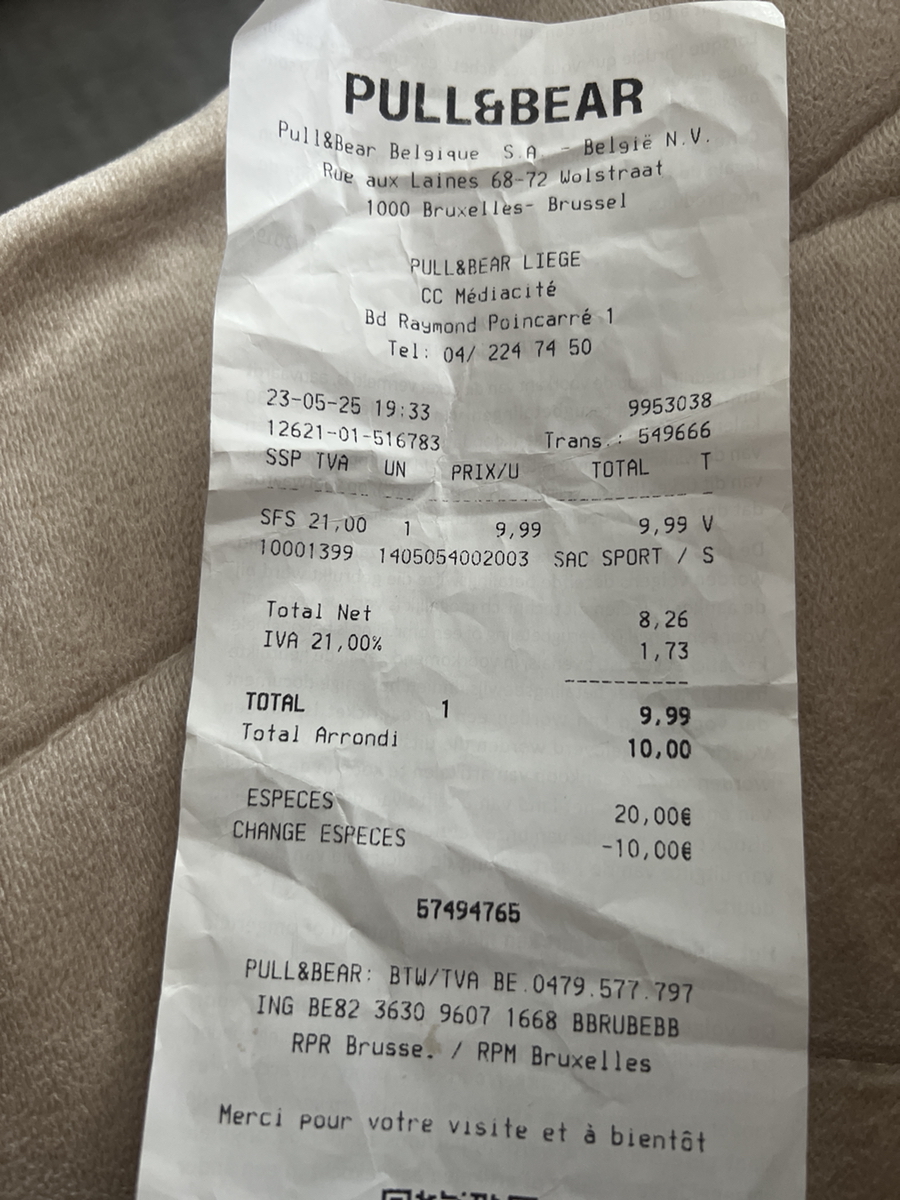 PULL&BEAR
Pull&Bear Belgique S.A. - België N.V.
Rue aux Laines 68-72 Wolstraat
1000 Bruxelles- Brussel
PULL&BEAR LIEGE
CC Médiacité
Bd Raymond Poincarré 1
Tel: 04/ 224 74 50
23-05-25 19:33 9953038
12621-01-516783 Trans.: 549666
SSP TVA UN PRIX/U TOTAL T
SFS 21,00 1 9,99 9,99 V
10001399 1405054002003 SAC SPORT / S
Total Net 8,26
IVA 21,00% 1,73
TOTAL 1 9,99
Total Arrondi 10,00
ESPECES 20,00€
CHANGE ESPECES -10,00€
57494765
PULL&BEAR: BTW/TVA BE.0479.577.797
ING BE82 3630 9607 1668 BBRUBEBB
RPR Brusse. / RPM Bruxelles
Merci pour votre visite et à bientôt